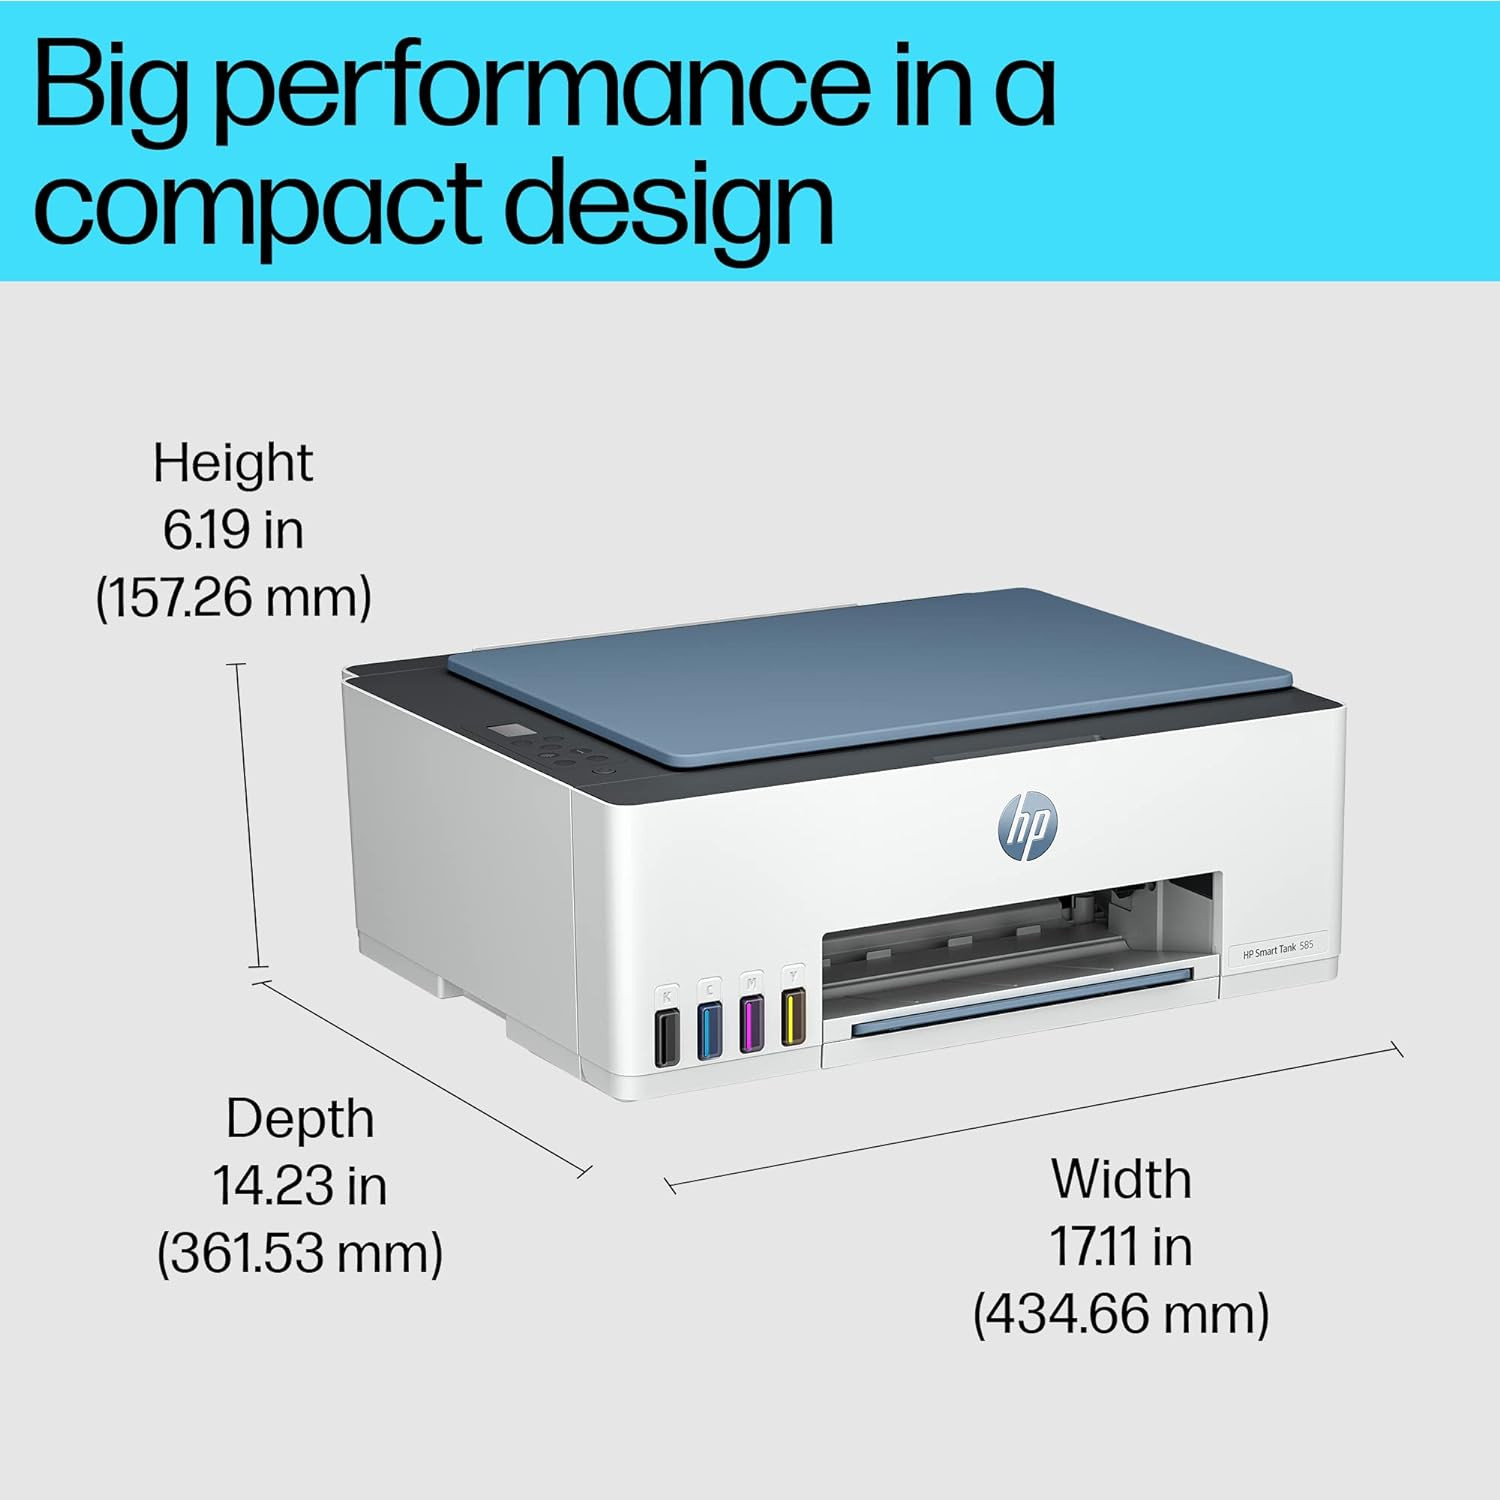 Big performance in a
compact design
Height
6.19 in
(157.26 mm)
hp
HP Smart Tank 585
K C M Y
Depth
14.23 in
(361.53 mm)
Width
17.11 in
(434.66 mm)